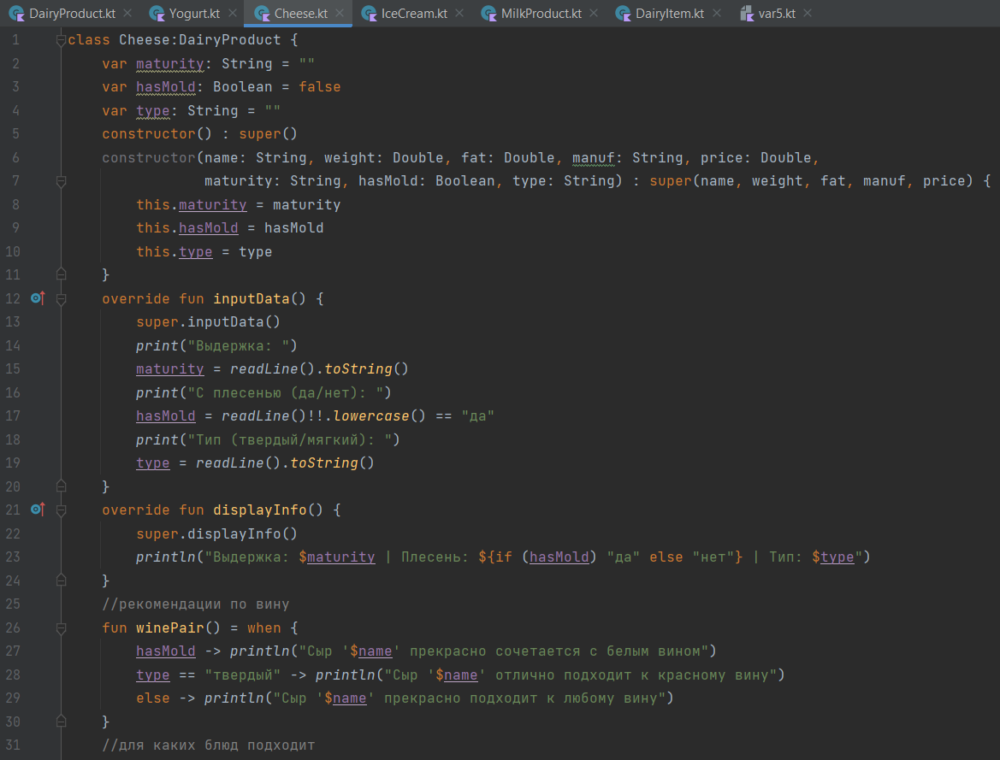 DairyProduct.kt Yogurt.kt Cheese.kt IceCream.kt MilkProduct.kt DairyItem.kt var5.kt
1 class Cheese:DairyProduct {
2 var maturity: String = ""
3 var hasMold: Boolean = false
4 var type: String = ""
5 constructor() : super()
6 constructor(name: String, weight: Double, fat: Double, manuf: String, price: Double,
7 maturity: String, hasMold: Boolean, type: String) : super(name, weight, fat, manuf, price) {
8 this.maturity = maturity
9 this.hasMold = hasMold
10 this.type = type
11 }
12 override fun inputData() {
13 super.inputData()
14 print("Выдержка: ")
15 maturity = readLine().toString()
16 print("С плесенью (да/нет): ")
17 hasMold = readLine()!!.lowercase() == "да"
18 print("Тип (твердый/мягкий): ")
19 type = readLine().toString()
20 }
21 override fun displayInfo() {
22 super.displayInfo()
23 println("Выдержка: $maturity | Плесень: ${if (hasMold) "да" else "нет"} | Тип: $type")
24 }
25 //рекомендации по вину
26 fun winePair() = when {
27 hasMold -> println("Сыр '$name' прекрасно сочетается с белым вином")
28 type == "твердый" -> println("Сыр '$name' отлично подходит к красному вину")
29 else -> println("Сыр '$name' прекрасно подходит к любому вину")
30 }
31 //для каких блюд подходит